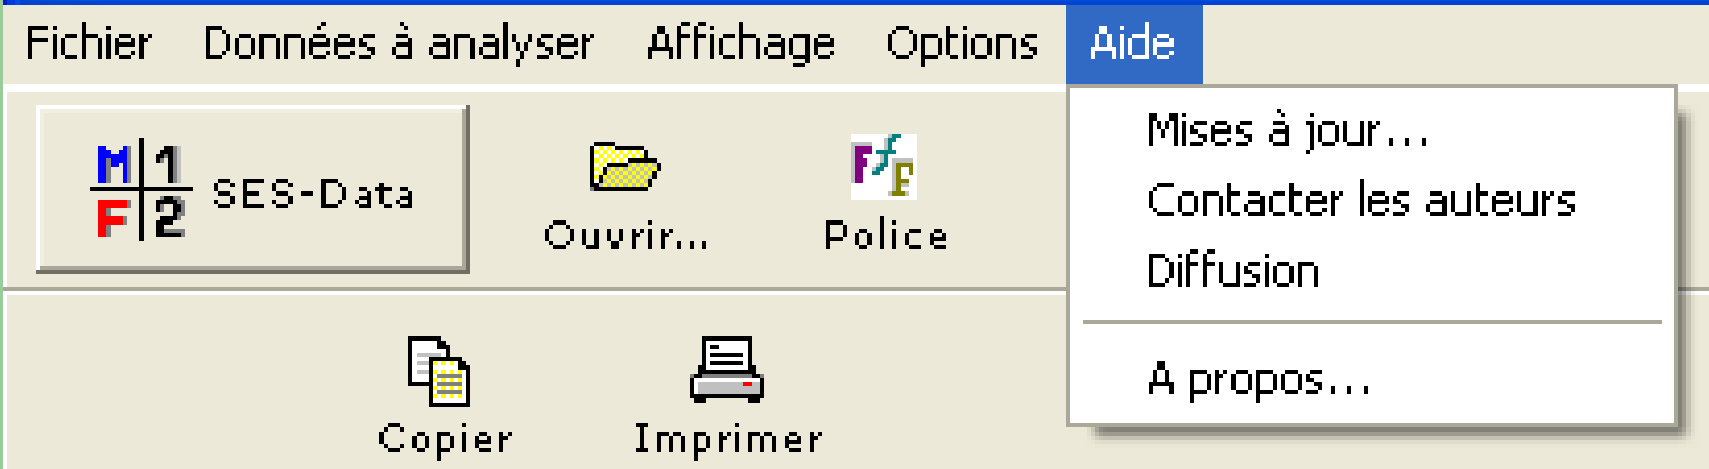 Fichier Données à analyser Affichage Options Aide
M 1
F 2
SES-Data
Ouvrir...
Police
Mises à jour...
Contacter les auteurs
Diffusion
A propos...
Copier
Imprimer